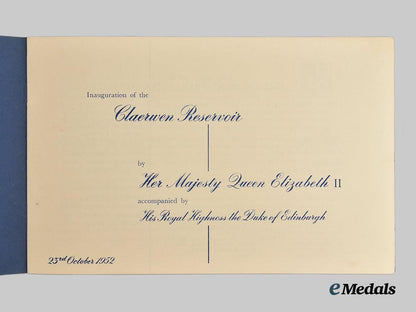 Inauguration of the
Claerwen Reservoir
by
Her Majesty Queen Elizabeth II
accompanied by
His Royal Highness the Duke of Edinburgh
23rd October 1952
eMedals